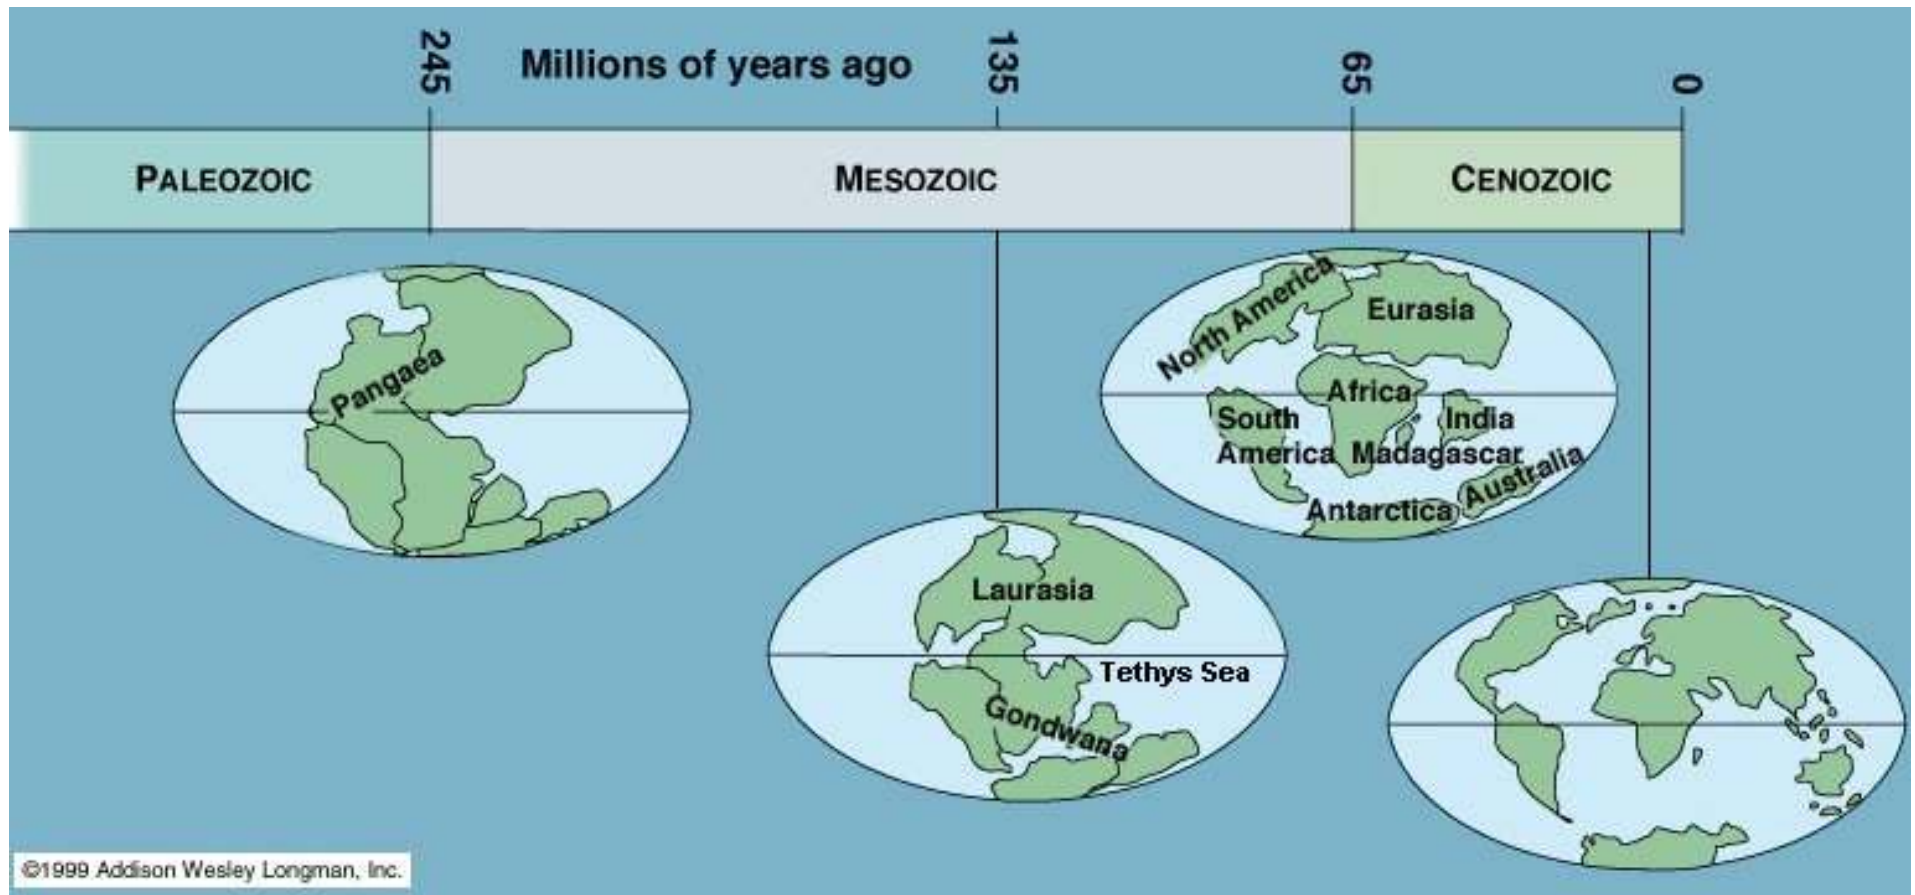 245
Millions of years ago
135
65
0
PALEOZOIC
MESOZOIC
CENOZOIC
Pangaea
North America
Eurasia
Africa
South
America
India
Madagascar
Australia
Antarctica
Laurasia
Tethys Sea
Gondwana
©1999 Addison Wesley Longman, Inc.